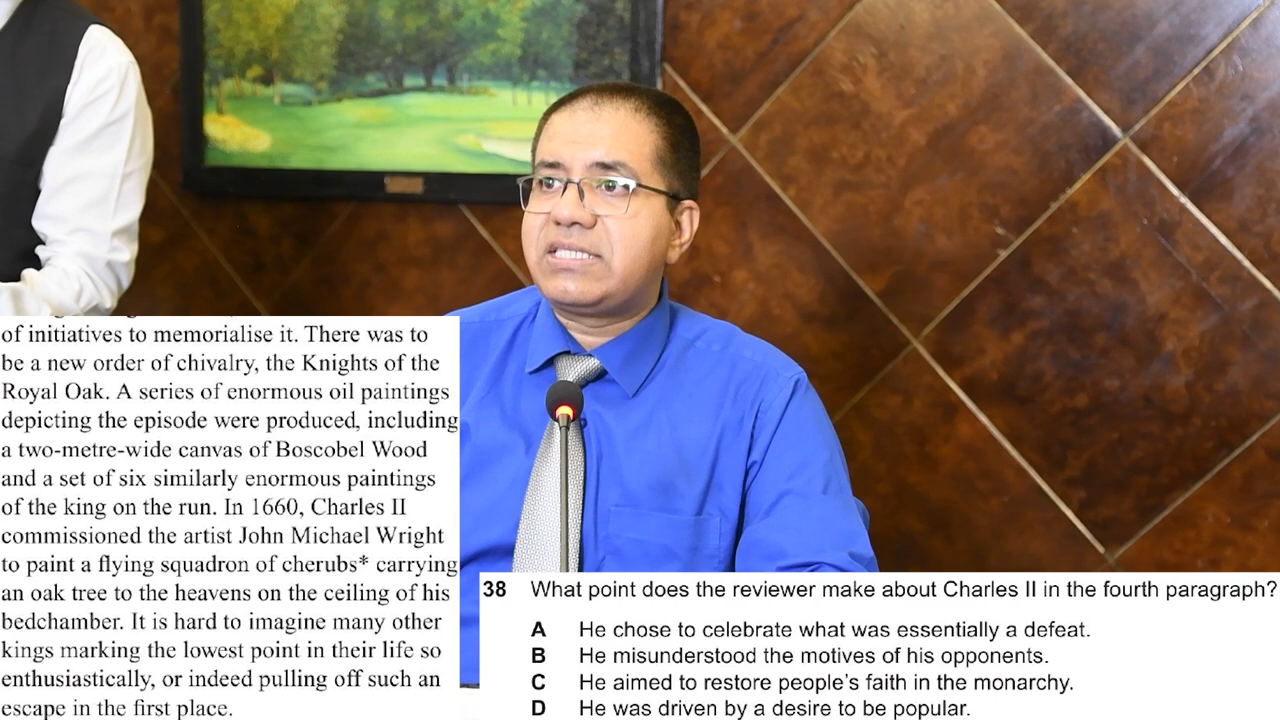 of initiatives to memorialise it. There was to
be a new order of chivalry, the Knights of the
Royal Oak. A series of enormous oil paintings
depicting the episode were produced, including
a two-metre-wide canvas of Boscobel Wood
and a set of six similarly enormous paintings
of the king on the run. In 1660, Charles II
commissioned the artist John Michael Wright
to paint a flying squadron of cherubs* carrying
an oak tree to the heavens on the ceiling of his
bedchamber. It is hard to imagine many other
kings marking the lowest point in their life so
enthusiastically, or indeed pulling off such an
escape in the first place.
38 What point does the reviewer make about Charles II in the fourth paragraph?
A He chose to celebrate what was essentially a defeat.
B He misunderstood the motives of his opponents.
C He aimed to restore people's faith in the monarchy.
D He was driven by a desire to be popular.